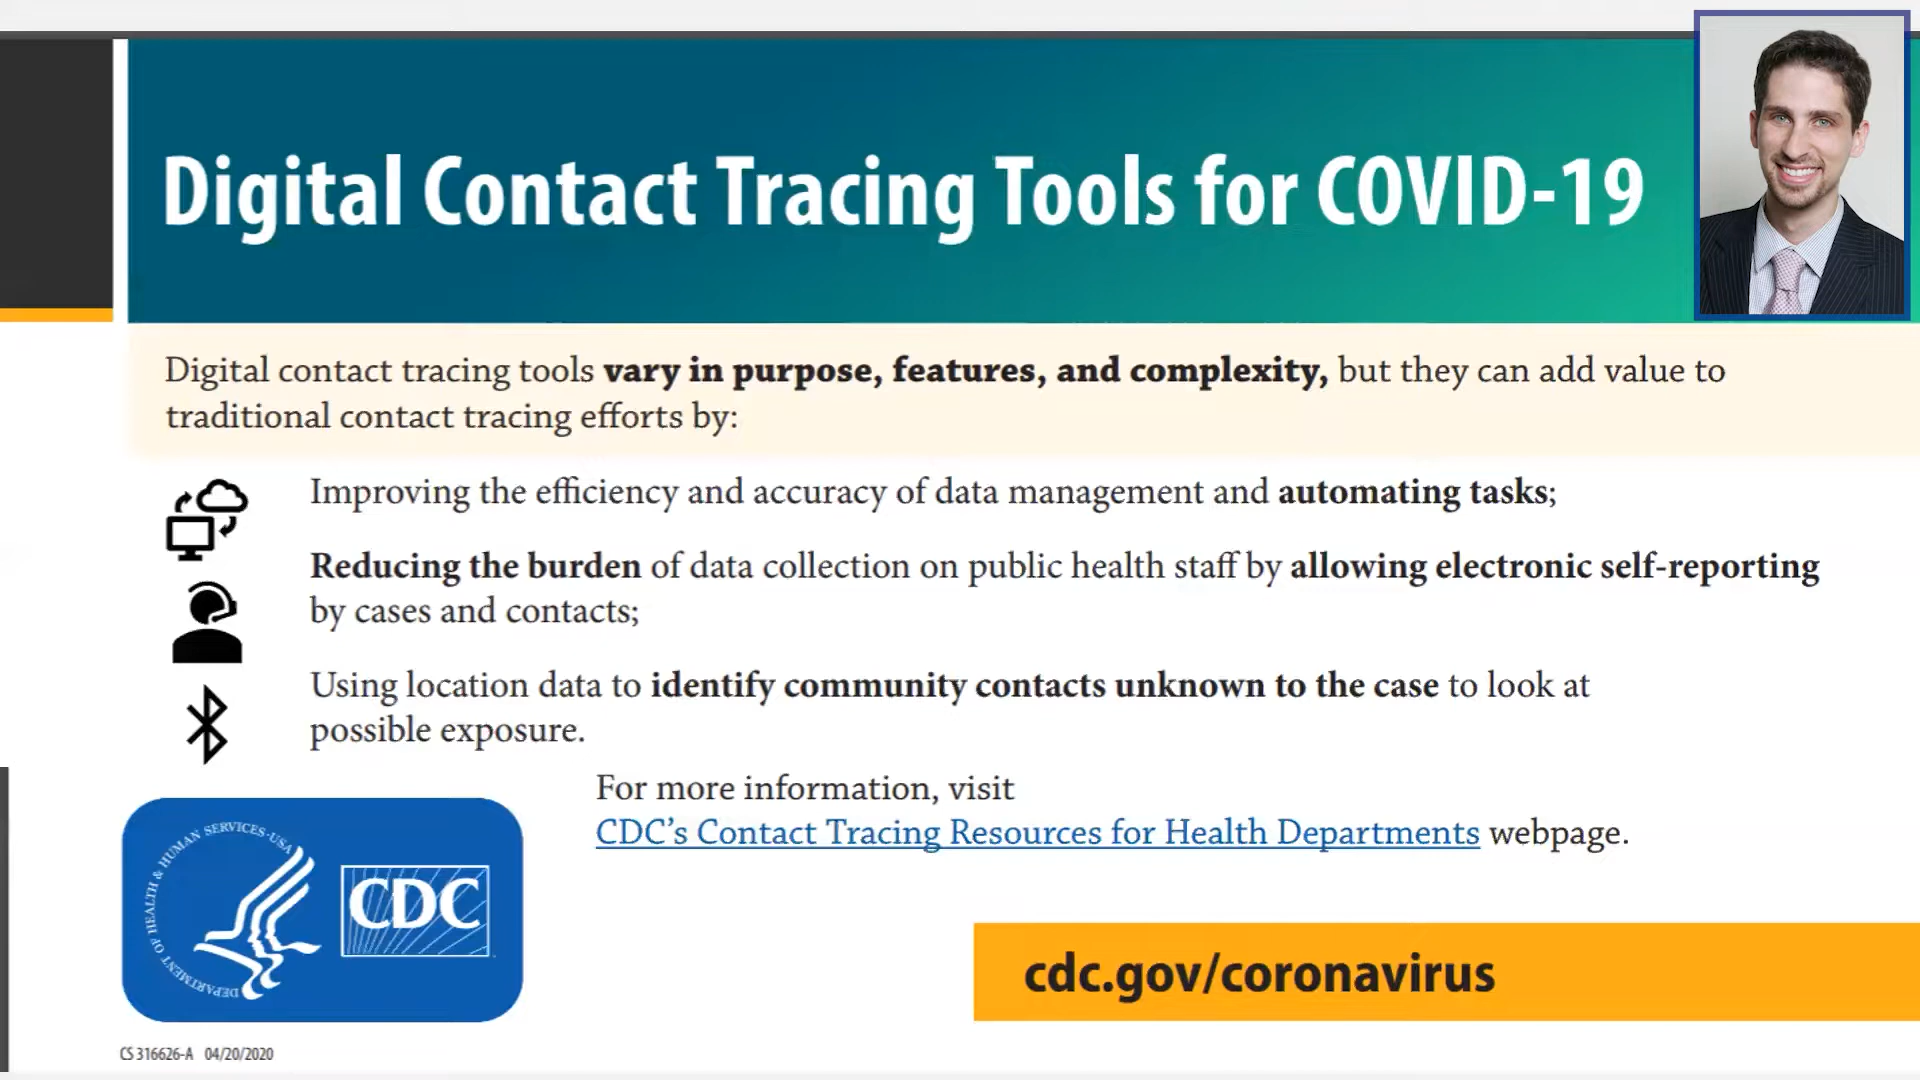 Digital Contact Tracing Tools for COVID-19
Digital contact tracing tools vary in purpose, features, and complexity, but they can add value to
traditional contact tracing efforts by:
Improving the efficiency and accuracy of data management and automating tasks;
Reducing the burden of data collection on public health staff by allowing electronic self-reporting
by cases and contacts;
Using location data to identify community contacts unknown to the case to look at
possible exposure.
For more information, visit
CDC's Contact Tracing Resources for Health Departments webpage.
DEPARTMENT OF HEALTH & HUMAN SERVICES·USA
CDC
cdc.gov/coronavirus
CS 316626-A 04/20/2020